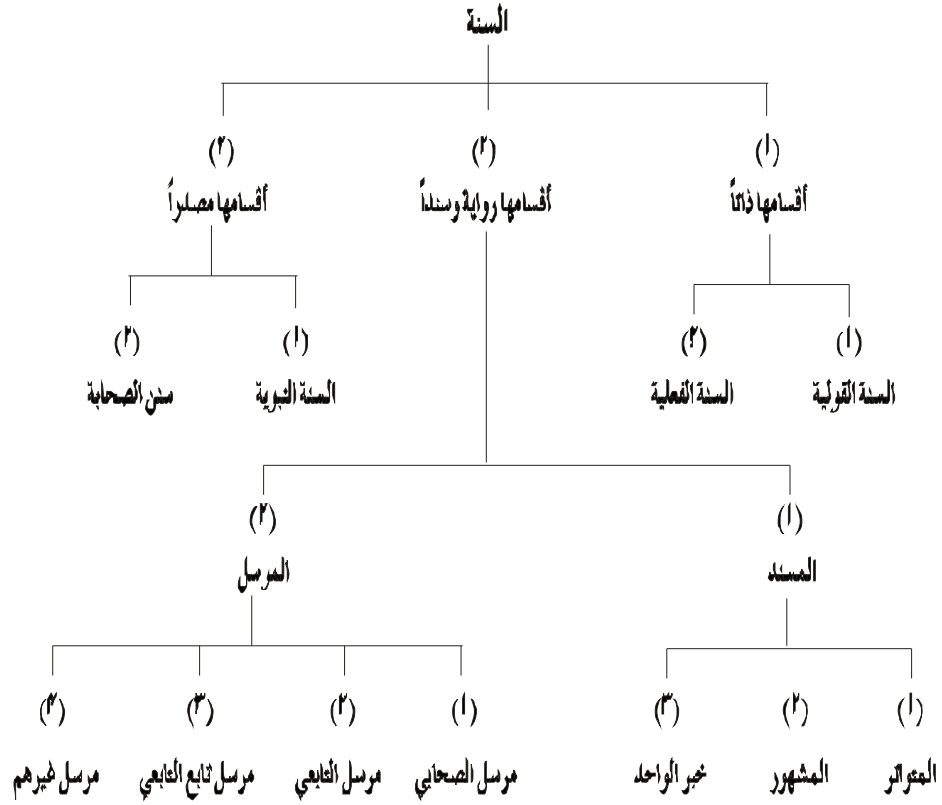 السنة
(١) (٢) (٣)
أقسامها ذاتاً أقسامها رواية وسنداً أقسامها مصدراً
(١) (٢) (١) (٢)
السنة القولية السنة الفعلية السنة النبوية سنن الصحابة
(١) (٢)
المسند المرسل
(١) (٢) (٣) (١) (٢) (٣) (٤)
المتواتر المشهور خبر الواحد مرسل الصحابي مرسل التابعي مرسل تابع التابعي مرسل غيرهم